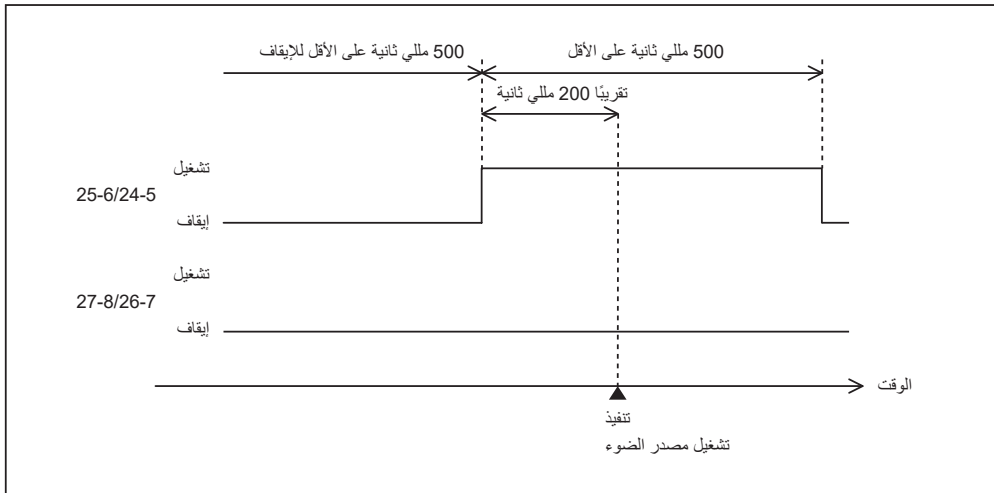 500 مللي ثانية على الأقل
500 مللي ثانية على الأقل للإيقاف
تقريبًا 200 مللي ثانية
تشغيل
25-6/24-5
إيقاف
تشغيل
27-8/26-7
إيقاف
الوقت
تنفيذ
تشغيل مصدر الضوء